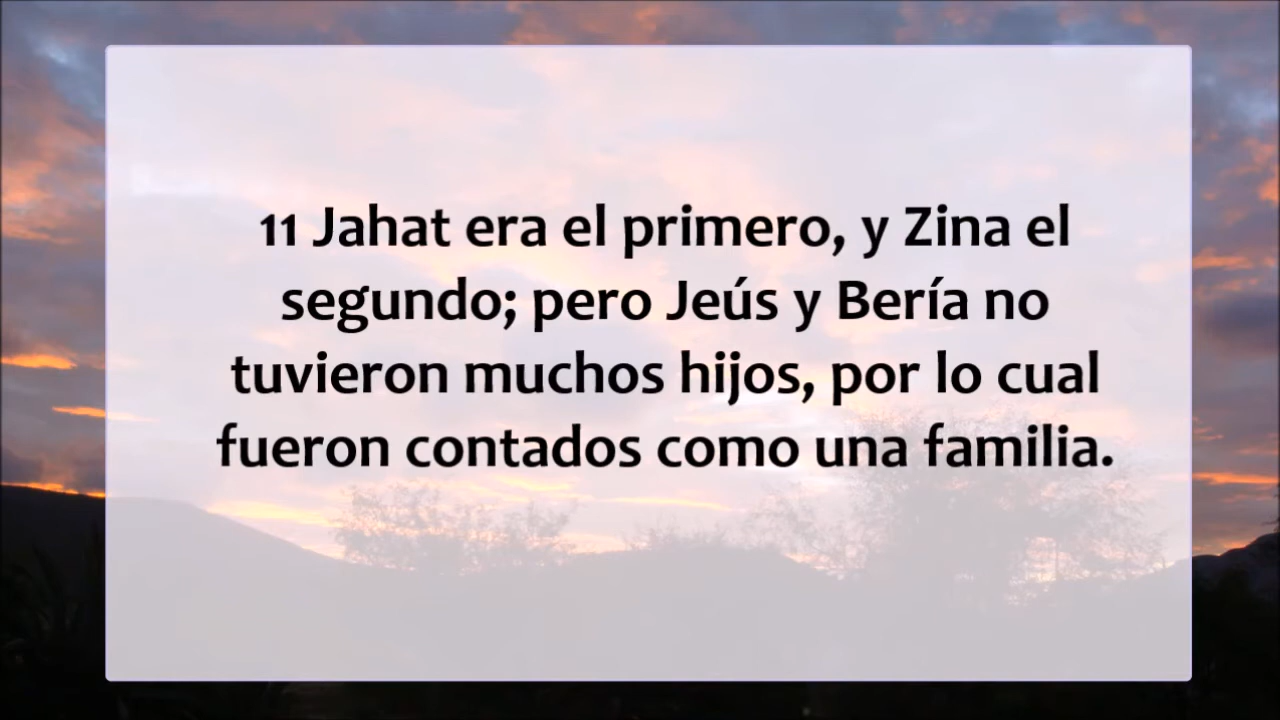 11 Jahat era el primero, y Zina el
segundo; pero Jeús y Bería no
tuvieron muchos hijos, por lo cual
fueron contados como una familia.